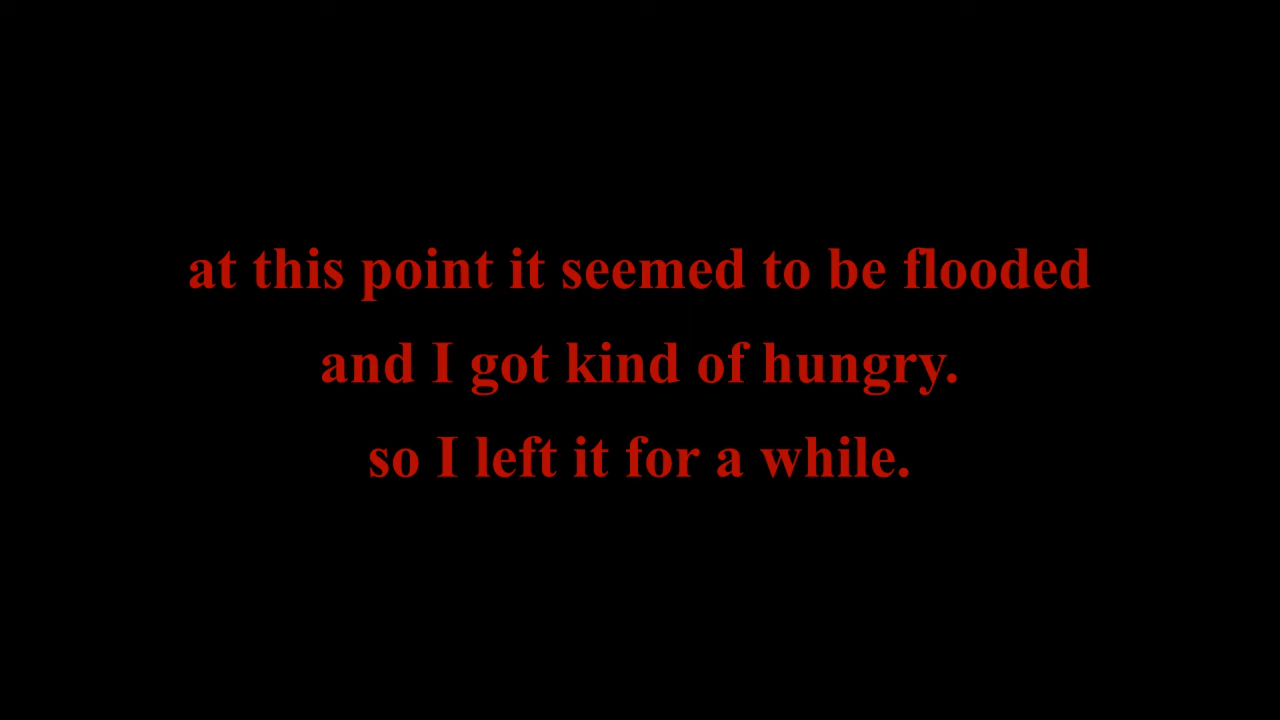 at this point it seemed to be flooded
and I got kind of hungry.
so I left it for a while.